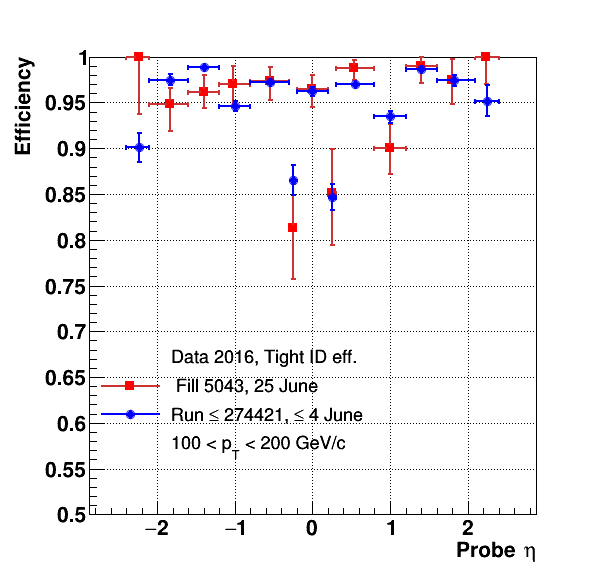 Efficiency
1
0.95
0.9
0.85
0.8
0.75
0.7
0.65
0.6
0.55
0.5
Data 2016, Tight ID eff.
Fill 5043, 25 June
Run ≤ 274421, ≤ 4 June
100 < p_T < 200 GeV/c
−2 −1 0 1 2
Probe η